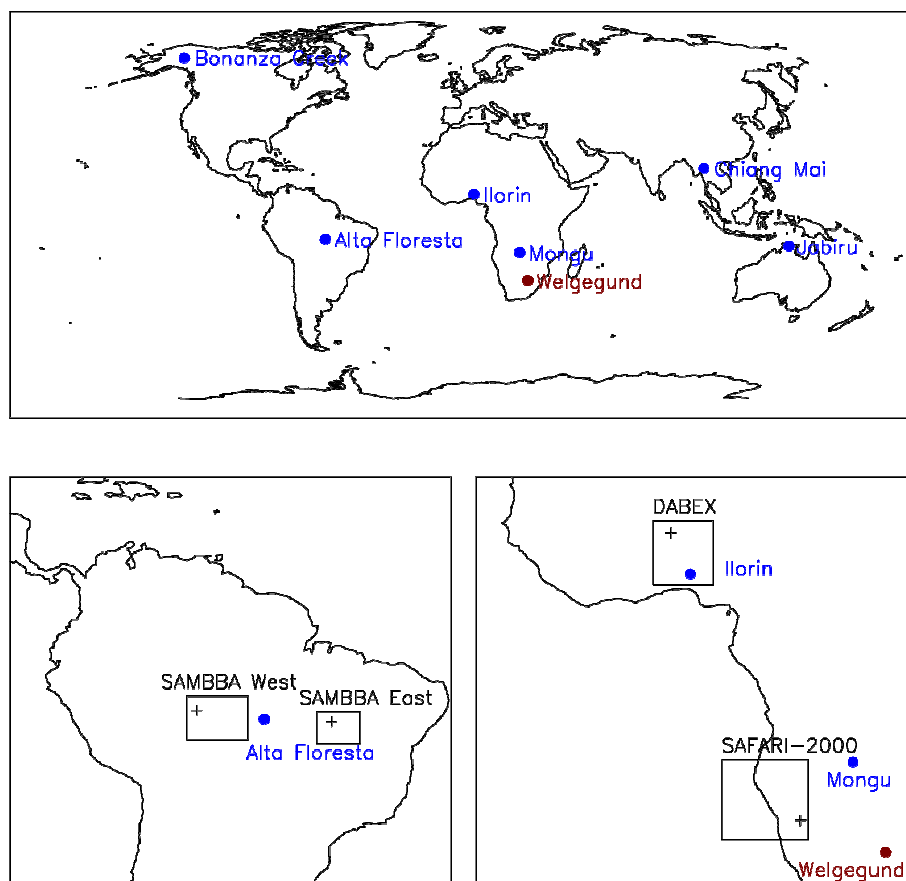 Bonanza Creek
Chiang Mai
Ilorin
Alta Floresta
Mongu
Jabiru
Welgegund
DABEX
Ilorin
SAMBBA West
SAMBBA East
Alta Floresta
SAFARI-2000
Mongu
Welgegund